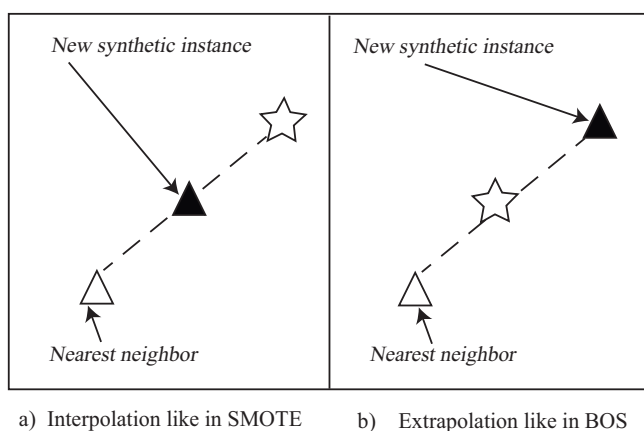 New synthetic instance
Nearest neighbor
New synthetic instance
Nearest neighbor
a) Interpolation like in SMOTE
b) Extrapolation like in BOS